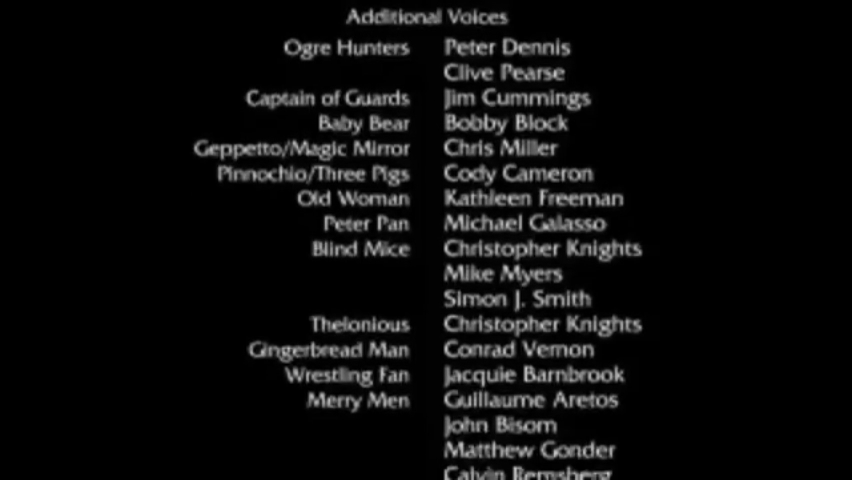 Additional Voices
Ogre Hunters Peter Dennis
Clive Pearse
Captain of Guards Jim Cummings
Baby Bear Bobby Block
Geppetto/Magic Mirror Chris Miller
Pinnochio/Three Pigs Cody Cameron
Old Woman Kathleen Freeman
Peter Pan Michael Galasso
Blind Mice Christopher Knights
Mike Myers
Simon J. Smith
Thelonious Christopher Knights
Gingerbread Man Conrad Vernon
Wrestling Fan Jacquie Barnbrook
Merry Men Guillaume Aretos
John Bisom
Matthew Gonder
Calvin Remsberg